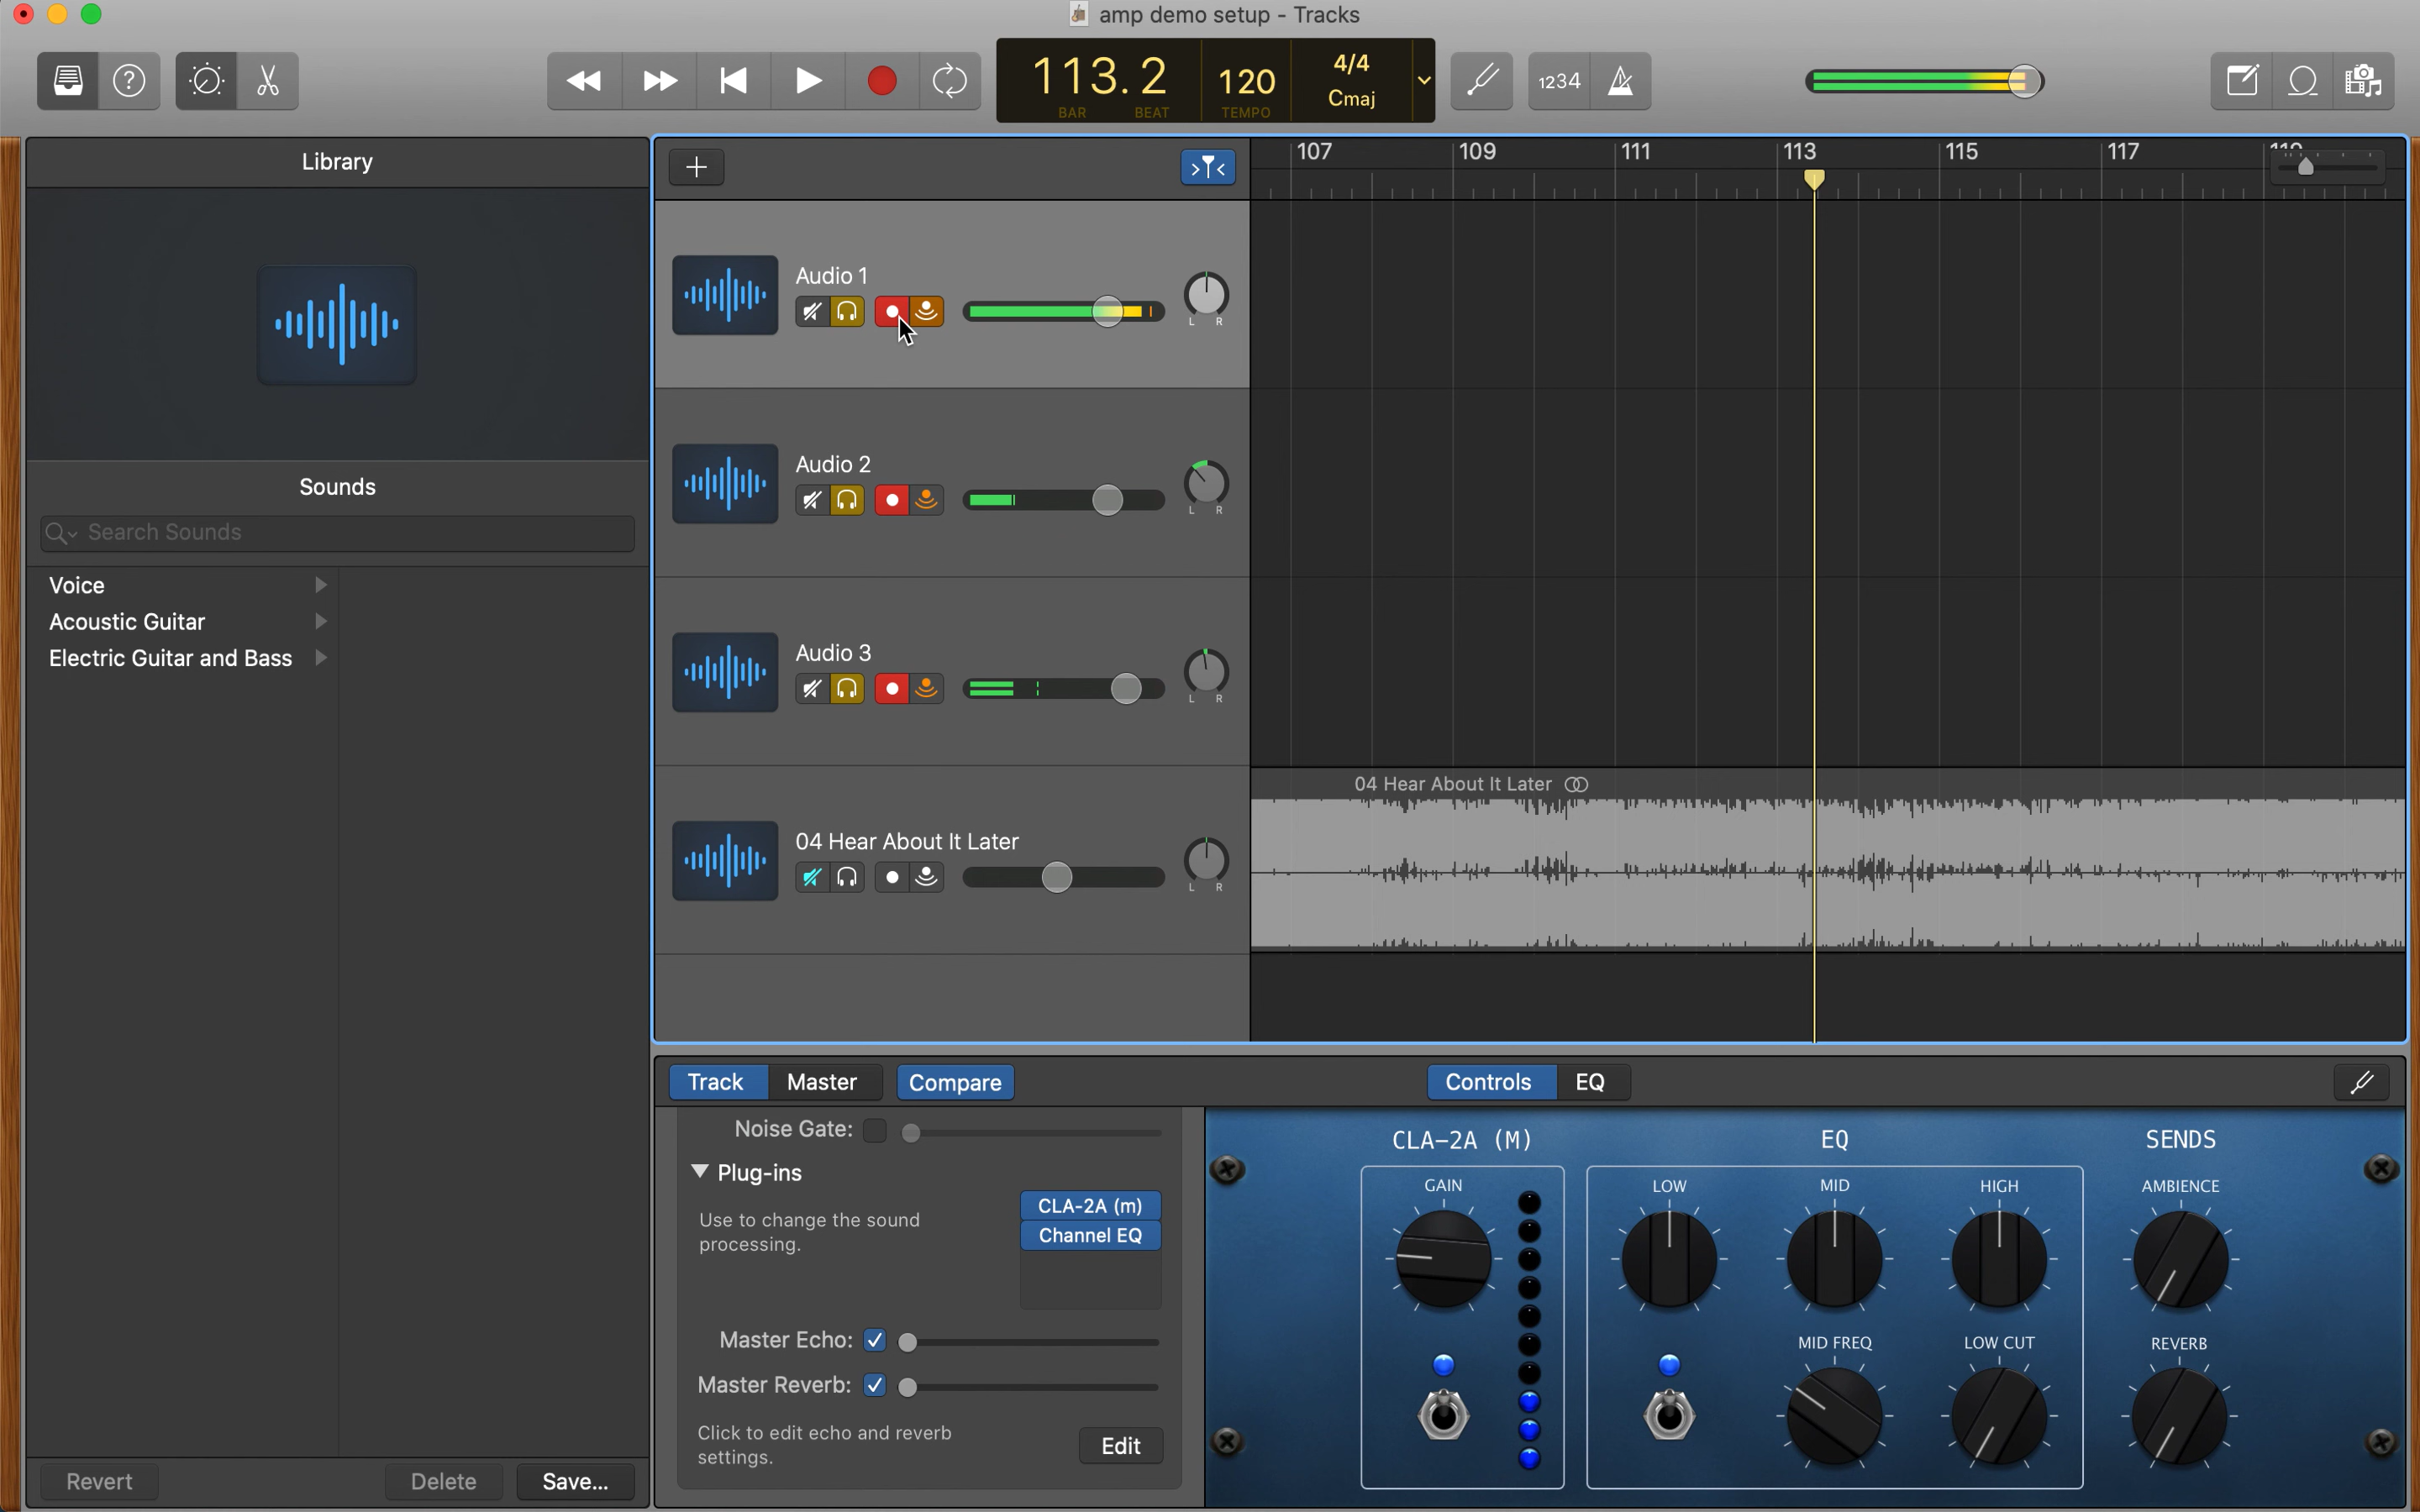 amp demo setup - Tracks
113. 2
BAR BEAT
120
TEMPO
4/4
Cmaj
1234
Library
Sounds
Search Sounds
Voice
Acoustic Guitar
Electric Guitar and Bass
Revert
Delete
Save...
107 109 111 113 115 117
Audio 1
L R
Audio 2
L R
Audio 3
L R
04 Hear About It Later
L R
04 Hear About It Later
Track Master Compare
Controls EQ
Noise Gate:
Plug-ins
Use to change the sound
processing.
CLA-2A (m)
Channel EQ
Master Echo:
Master Reverb:
Click to edit echo and reverb
settings.
Edit
CLA-2A (M)
GAIN
EQ
LOW MID HIGH
MID FREQ LOW CUT
SENDS
AMBIENCE
REVERB